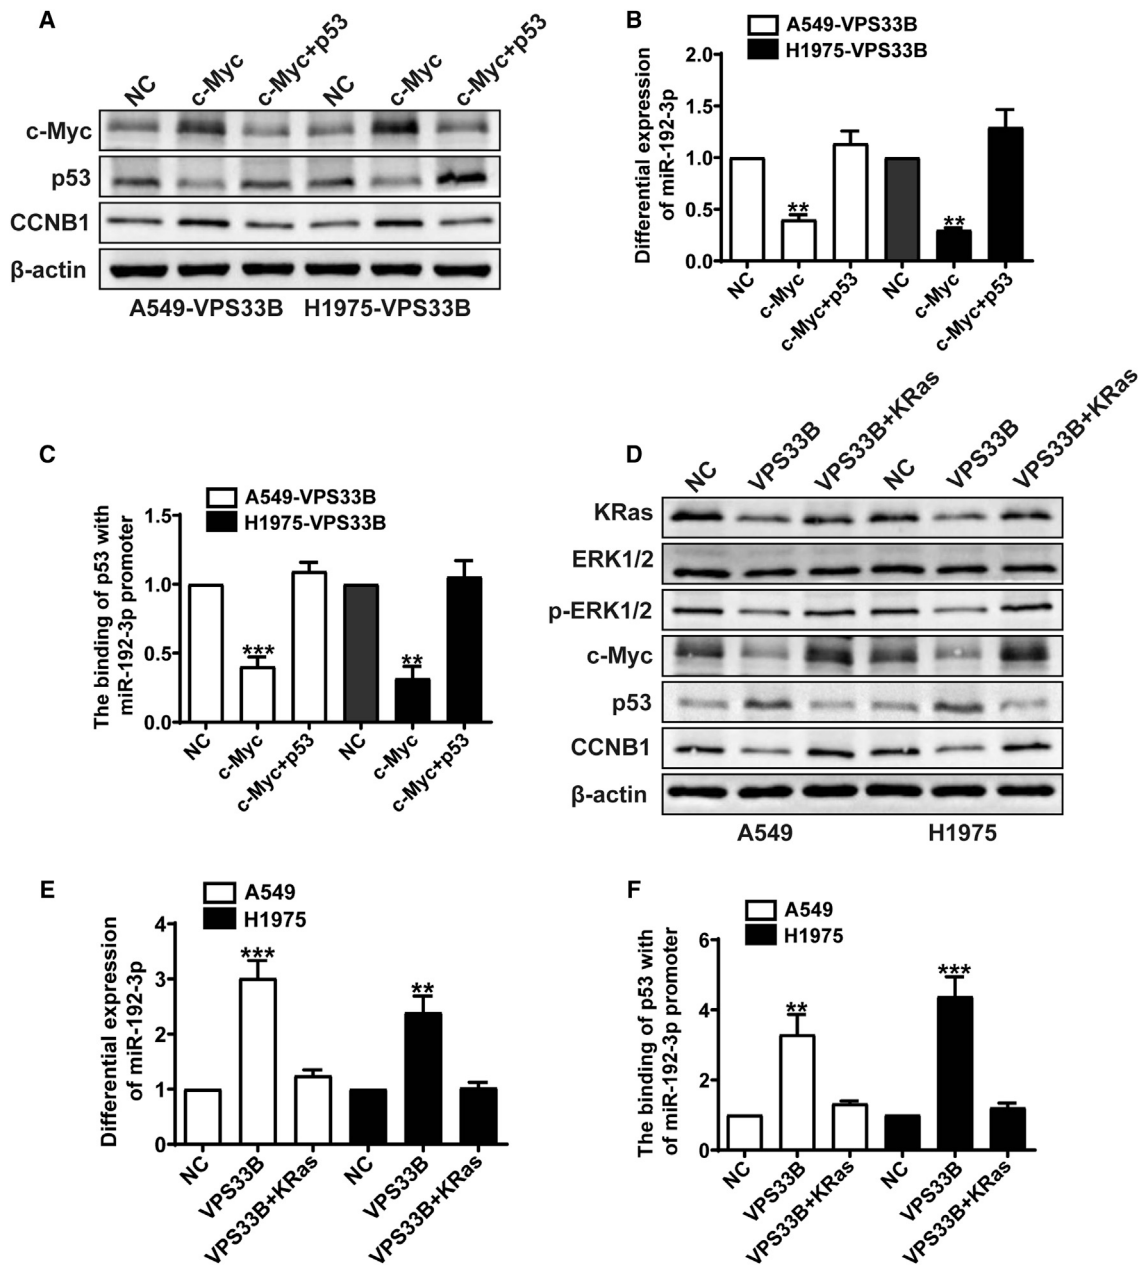 A
NC
c-Myc
c-Myc+p53
NC
c-Myc
c-Myc+p53
c-Myc
p53
CCNB1
β-actin
A549-VPS33B H1975-VPS33B
B
A549-VPS33B
H1975-VPS33B
Differential expression
of miR-192-3p
2.0
1.5
1.0
0.5
0.0
**
**
NC
c-Myc
c-Myc+p53
NC
c-Myc
c-Myc+p53
C
A549-VPS33B
H1975-VPS33B
The binding of p53 with
miR-192-3p promoter
1.5
1.0
0.5
0.0
***
**
NC
c-Myc
c-Myc+p53
NC
c-Myc
c-Myc+p53
D
NC
VPS33B
VPS33B+KRas
NC
VPS33B
VPS33B+KRas
KRas
ERK1/2
p-ERK1/2
c-Myc
p53
CCNB1
β-actin
A549 H1975
E
A549
H1975
Differential expression
of miR-192-3p
4
3
2
1
0
***
**
NC
VPS33B
VPS33B+KRas
NC
VPS33B
VPS33B+KRas
F
A549
H1975
The binding of p53 with
of miR-192-3p promoter
6
4
2
0
**
***
NC
VPS33B
VPS33B+KRas
NC
VPS33B
VPS33B+KRas